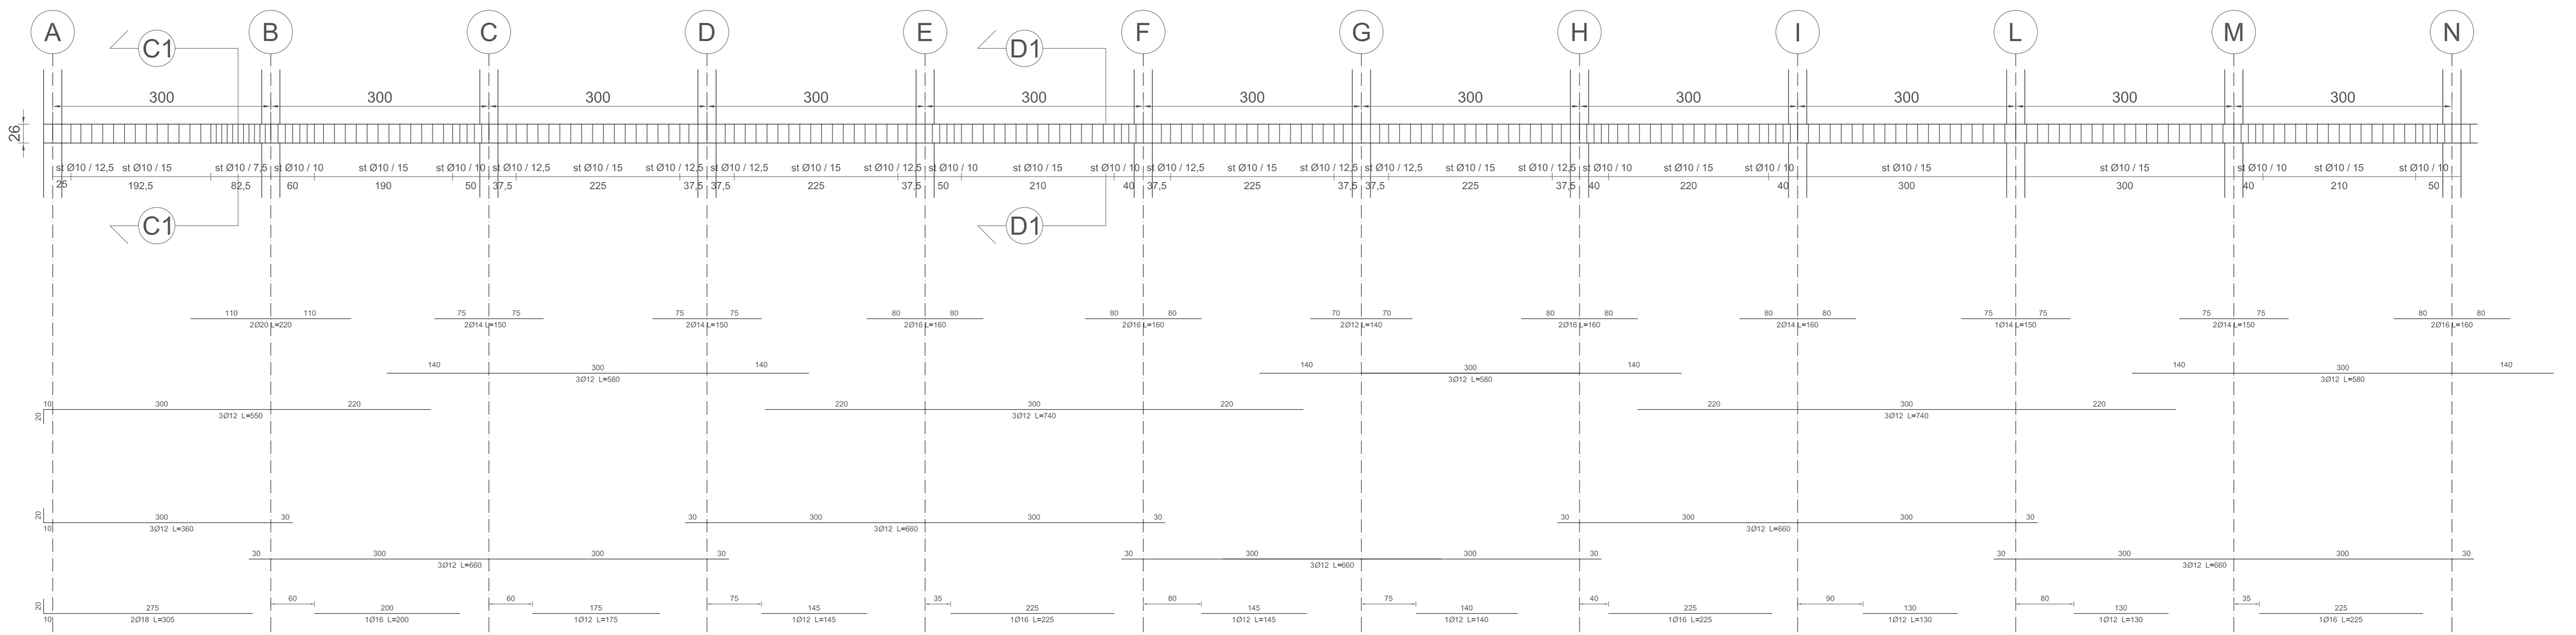 A B C D E F G H I L M N
C1 D1
300 300 300 300 300 300 300 300 300 300 300
26
st Ø10 / 12,5 st Ø10 / 15 st Ø10 / 7,5 st Ø10 / 10 st Ø10 / 15 st Ø10 / 10 st Ø10 / 12,5 st Ø10 / 15 st Ø10 / 12,5 st Ø10 / 12,5 st Ø10 / 15 st Ø10 / 12,5 st Ø10 / 10 st Ø10 / 15 st Ø10 / 10 st Ø10 / 12,5 st Ø10 / 15 st Ø10 / 12,5 st Ø10 / 12,5 st Ø10 / 15 st Ø10 / 12,5 st Ø10 / 10 st Ø10 / 15 st Ø10 / 10 st Ø10 / 15 st Ø10 / 15 st Ø10 / 10 st Ø10 / 15 st Ø10 / 10
25 192,5 82,5 60 190 50 37,5 225 37,5 37,5 225 37,5 50 210 40 37,5 225 37,5 37,5 225 37,5 40 220 40 300 300 40 210 50
C1 D1
110 110 75 75 75 75 80 80 80 80 70 70 80 80 80 80 75 75 75 75 80 80
2Ø20 L=220 2Ø14 L=150 2Ø14 L=150 2Ø16 L=160 2Ø16 L=160 2Ø12 L=140 2Ø16 L=160 2Ø14 L=160 1Ø14 L=150 2Ø14 L=150 2Ø16 L=160
140 300 140 140 300 140 140 300 140
3Ø12 L=580 3Ø12 L=580 3Ø12 L=580
10 300 220 220 300 220 220 300 220
20 3Ø12 L=550 3Ø12 L=740 3Ø12 L=740
20 300 30 30 300 300 30 30 300 300 30
10 3Ø12 L=360 3Ø12 L=660 3Ø12 L=660
30 300 300 30 30 300 300 30 30 300 300 30
3Ø12 L=660 3Ø12 L=660 3Ø12 L=660
60 60 75 35 80 75 40 90 80 35
20 275 200 175 145 225 145 140 225 130 130 225
10 2Ø18 L=305 1Ø16 L=200 1Ø12 L=175 1Ø12 L=145 1Ø16 L=225 1Ø12 L=145 1Ø12 L=140 1Ø16 L=225 1Ø12 L=130 1Ø12 L=130 1Ø16 L=225